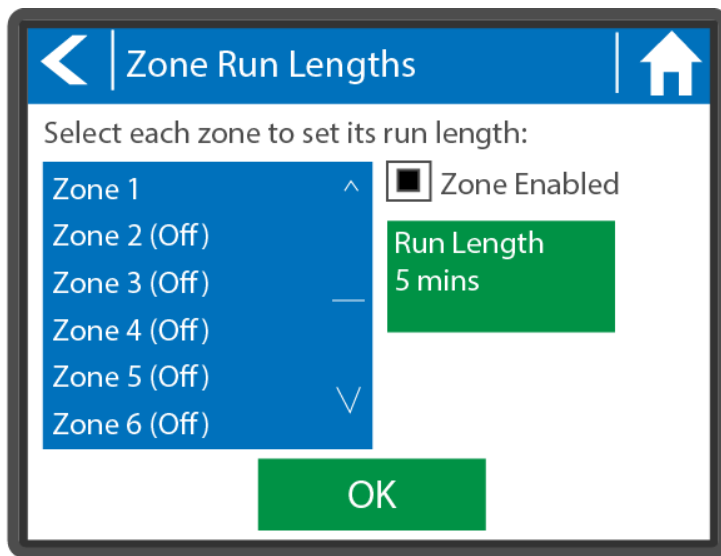 Zone Run Lengths
Select each zone to set its run length:
Zone 1
Zone 2 (Off)
Zone 3 (Off)
Zone 4 (Off)
Zone 5 (Off)
Zone 6 (Off)
Zone Enabled
Run Length
5 mins
OK